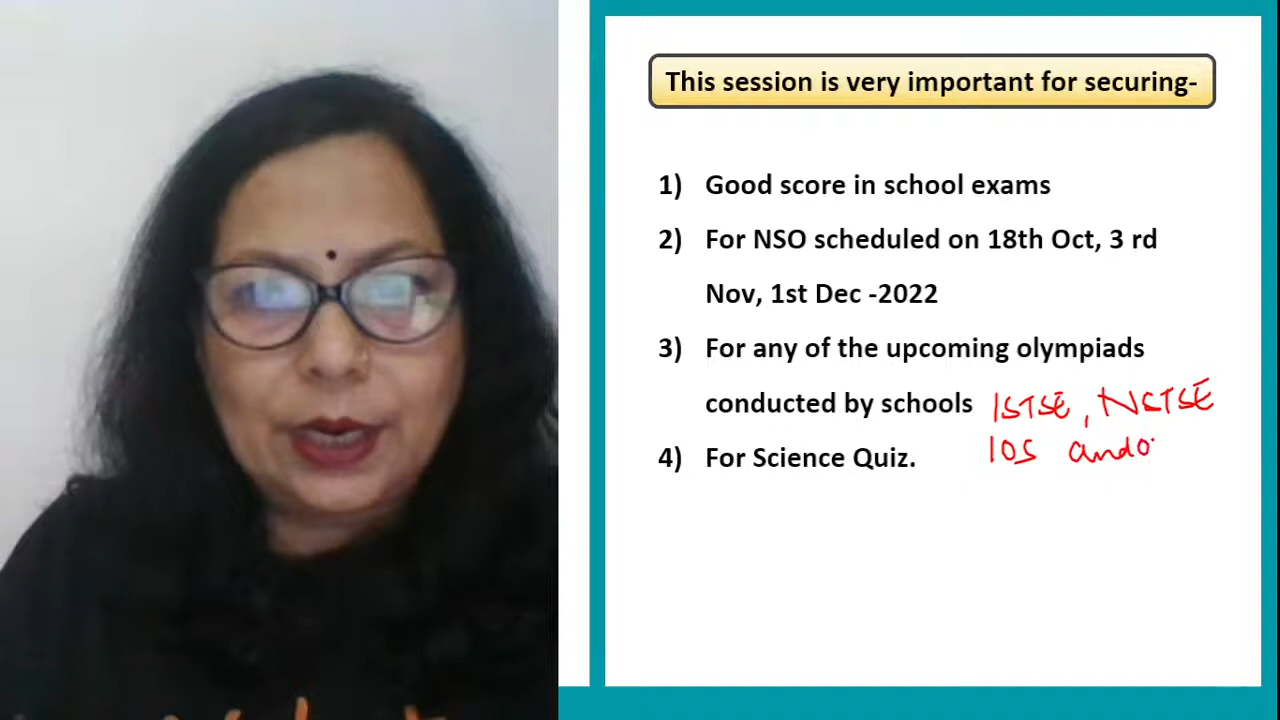 This session is very important for securing-
1) Good score in school exams
2) For NSO scheduled on 18th Oct, 3 rd
Nov, 1st Dec -2022
3) For any of the upcoming olympiads
conducted by schools ISTSE, NSTSE
4) For Science Quiz. IOS and